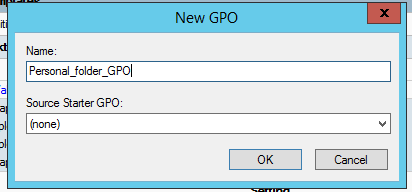 New GPO
x
Name:
Personal_folder_GPO
Source Starter GPO:
(none)
OK
Cancel